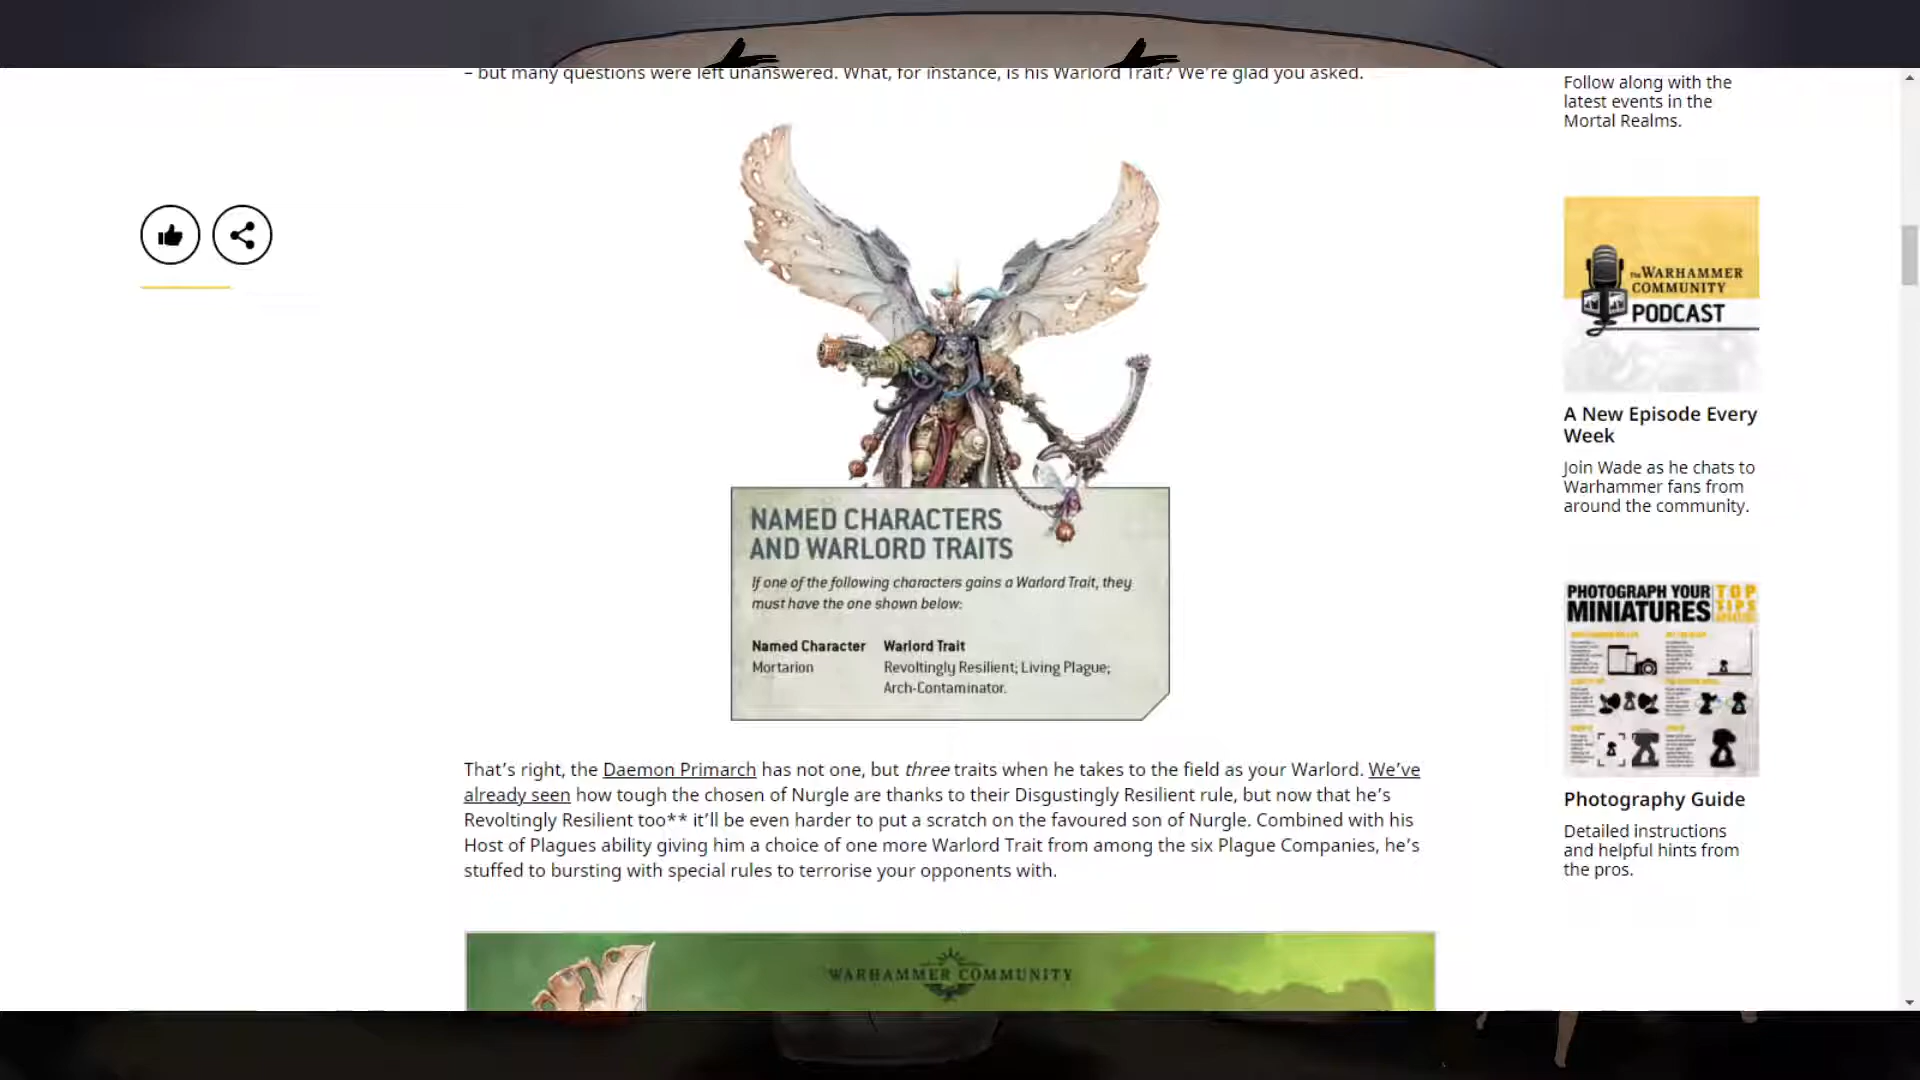 – but many questions were left unanswered. What, for instance, is his Warlord Trait? We're glad you asked.
NAMED CHARACTERS
AND WARLORD TRAITS
If one of the following characters gains a Warlord Trait, they
must have the one shown below:
Named Character Warlord Trait
Mortarion Revoltingly Resilient; Living Plague;
Arch-Contaminator.
That's right, the Daemon Primarch has not one, but three traits when he takes to the field as your Warlord. We've
already seen how tough the chosen of Nurgle are thanks to their Disgustingly Resilient rule, but now that he's
Revoltingly Resilient too** it'll be even harder to put a scratch on the favoured son of Nurgle. Combined with his
Host of Plagues ability giving him a choice of one more Warlord Trait from among the six Plague Companies, he's
stuffed to bursting with special rules to terrorise your opponents with.
WARHAMMER COMMUNITY
Follow along with the
latest events in the
Mortal Realms.
The WARHAMMER
COMMUNITY
PODCAST
A New Episode Every
Week
Join Wade as he chats to
Warhammer fans from
around the community.
PHOTOGRAPH YOUR TOP
MINIATURES TIPS
Photography Guide
Detailed instructions
and helpful hints from
the pros.